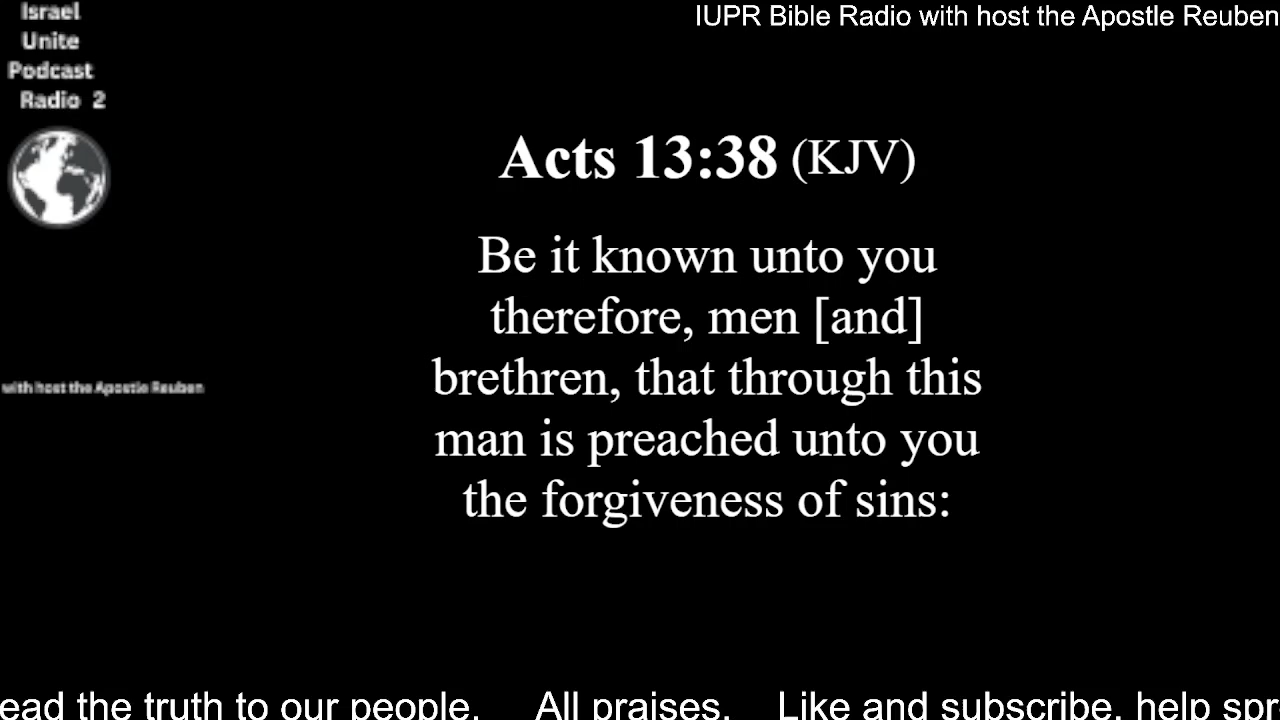 Israel
Unite
Podcast
Radio 2
IUPR Bible Radio with host the Apostle Reuben
Acts 13:38 (KJV)
Be it known unto you
therefore, men [and]
brethren, that through this
man is preached unto you
the forgiveness of sins:
with host the Apostle Reuben
ead the truth to our people. All praises. Like and subscribe, help spr